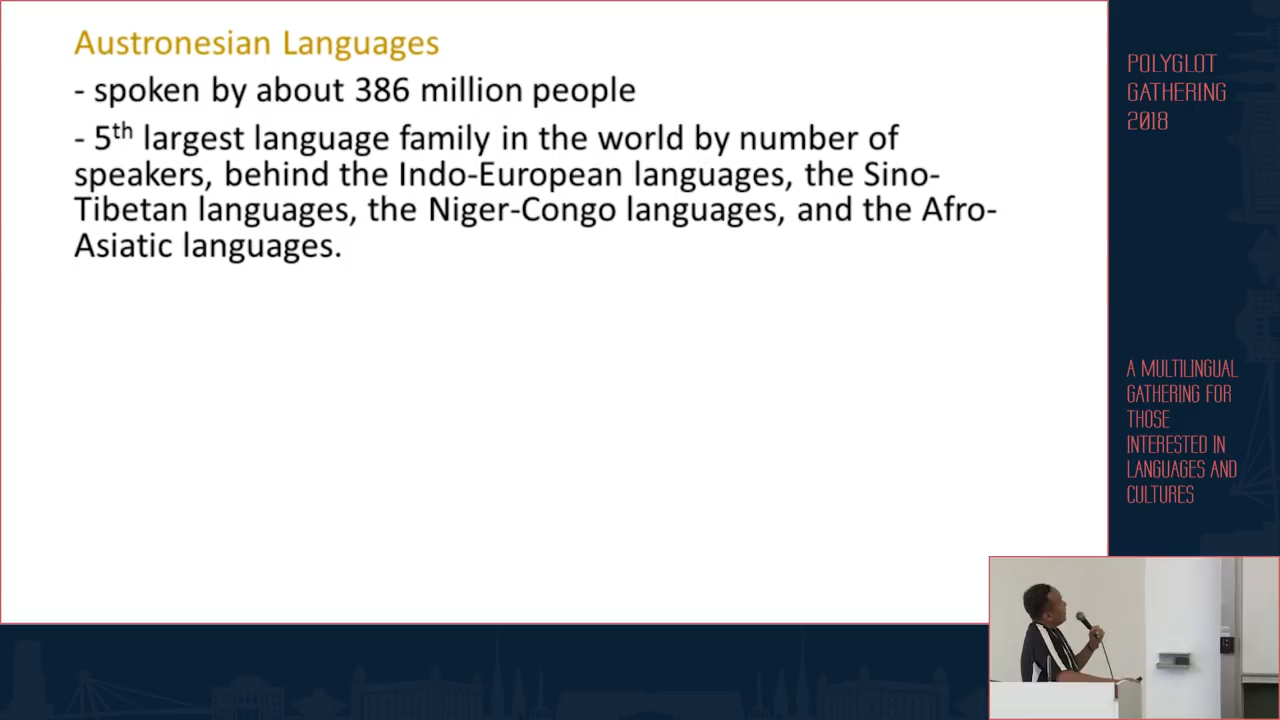 Austronesian Languages
- spoken by about 386 million people
- 5th largest language family in the world by number of
speakers, behind the Indo-European languages, the Sino-
Tibetan languages, the Niger-Congo languages, and the Afro-
Asiatic languages.
POLYGLOT
GATHERING
2018
A MULTILINGUAL
GATHERING FOR
THOSE
INTERESTED IN
LANGUAGES AND
CULTURES